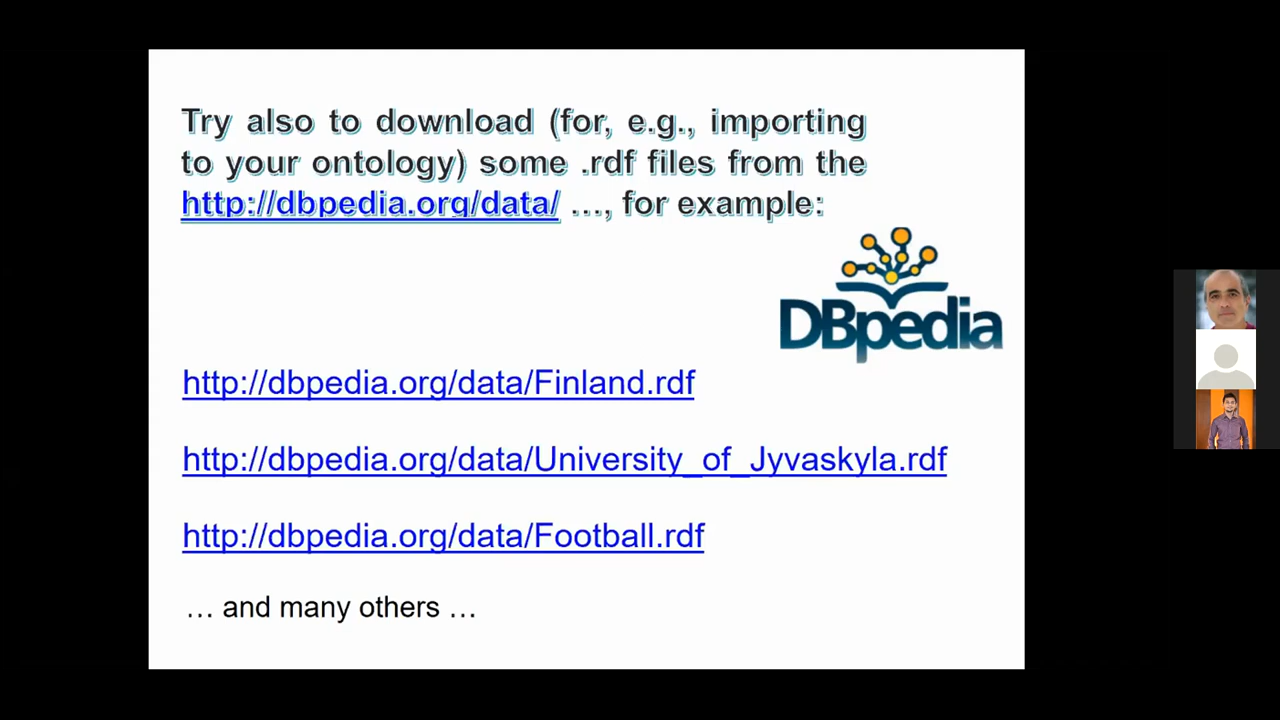 Try also to download (for, e.g., importing
to your ontology) some .rdf files from the
http://dbpedia.org/data/ …, for example:
DBpedia
http://dbpedia.org/data/Finland.rdf
http://dbpedia.org/data/University_of_Jyvaskyla.rdf
http://dbpedia.org/data/Football.rdf
… and many others …